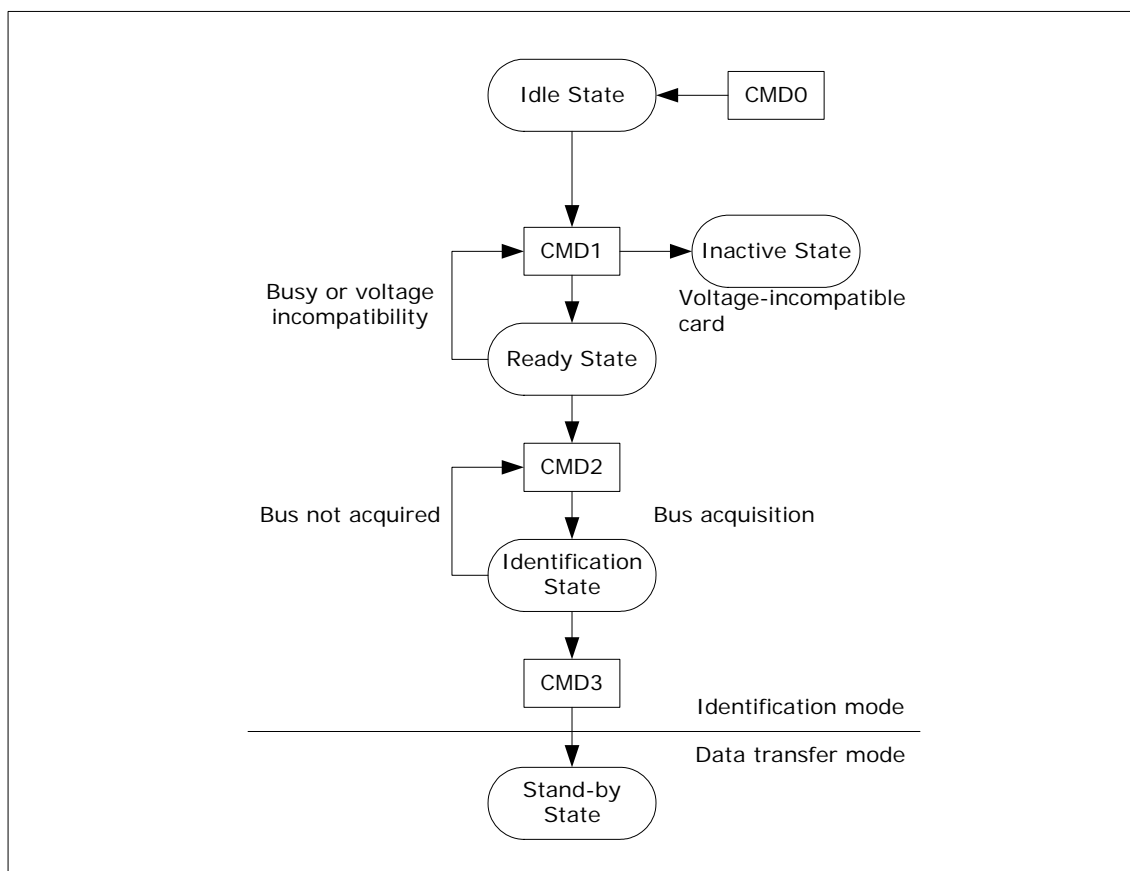 Idle State
CMD0
CMD1
Inactive State
Busy or voltage
incompatibility
Voltage-incompatible
card
Ready State
CMD2
Bus not acquired
Bus acquisition
Identification
State
CMD3
Identification mode
Data transfer mode
Stand-by
State